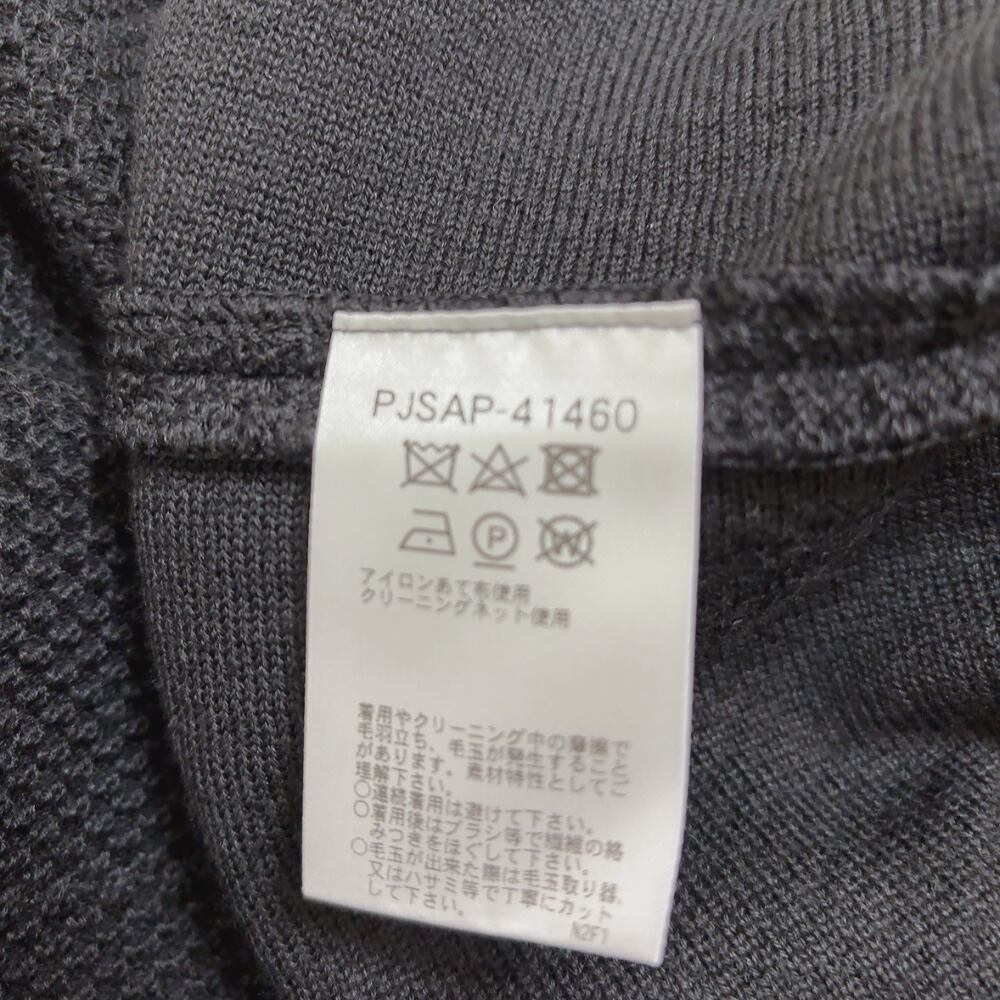 PJSAP-41460
P
W
アイロンあて布使用
クリーニングネット使用
着用やクリーニング中の摩擦で
毛羽立ち、毛玉が発生すること
があります。素材特性としてご
理解下さい。
○連続着用は避けて下さい。
○着用後はブラシ等で繊維の絡
みつきをほぐして下さい。
○毛玉が出来た際は毛玉取り器、
又はハサミ等で丁寧にカット
して下さい。
N2F1